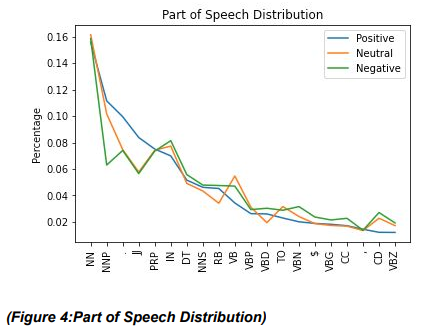 Part of Speech Distribution
Positive
Neutral
Negative
0.16
0.14
0.12
0.10
0.08
0.06
0.04
0.02
Percentage
NN
NNP
.
JJ
PRP
IN
DT
NNS
RB
VB
VBP
VBD
TO
VBN
$
VBG
CC
,
CD
VBZ
(Figure 4:Part of Speech Distribution)